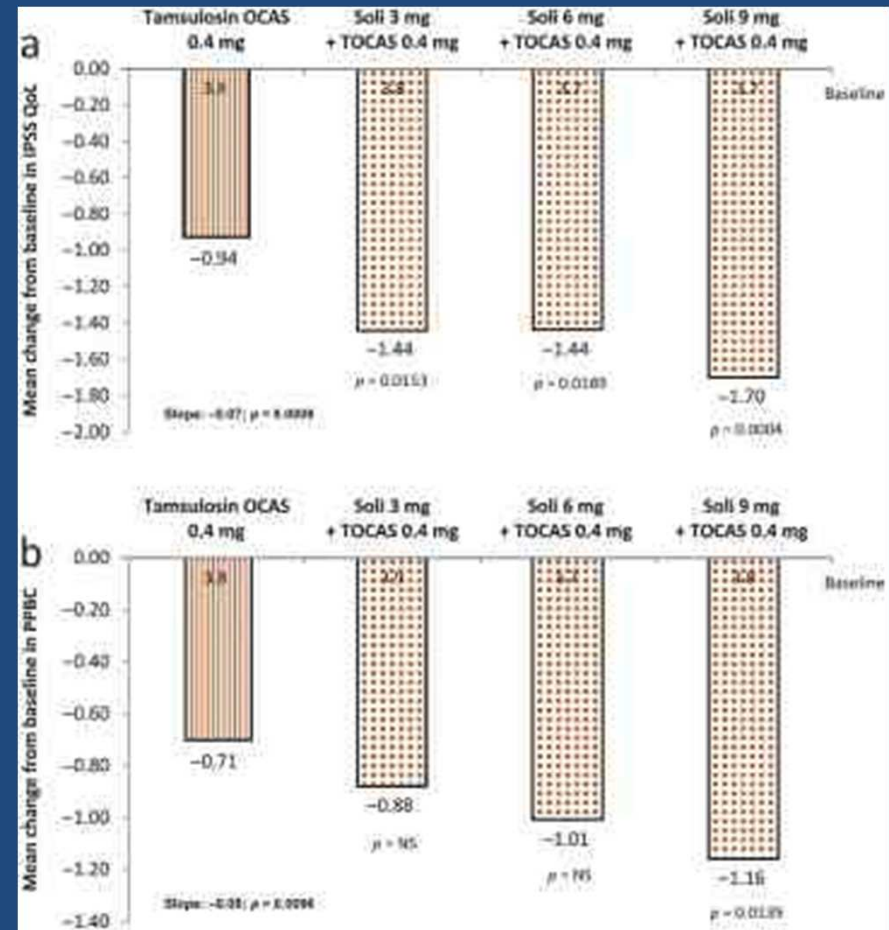 a
Tamsulosin OCAS
0.4 mg
Soli 3 mg
+ TOCAS 0.4 mg
Soli 6 mg
+ TOCAS 0.4 mg
Soli 9 mg
+ TOCAS 0.4 mg
Mean change from baseline in IPSS QoL
0.00
−0.20
−0.40
−0.60
−0.80
−1.00
−1.20
−1.40
−1.60
−1.80
−2.00
Baseline
−0.94
−1.44
p = 0.0153
−1.44
−1.70
Slope: −0.07; p =
b
Tamsulosin OCAS
0.4 mg
Soli 3 mg
+ TOCAS 0.4 mg
Soli 6 mg
+ TOCAS 0.4 mg
Soli 9 mg
+ TOCAS 0.4 mg
Mean change from baseline in PPBC
0.00
−0.20
−0.40
−0.60
−0.80
−1.00
−1.20
−1.40
Baseline
−0.71
−0.88
p = NS
−1.01
p = NS
−1.16
Slope: